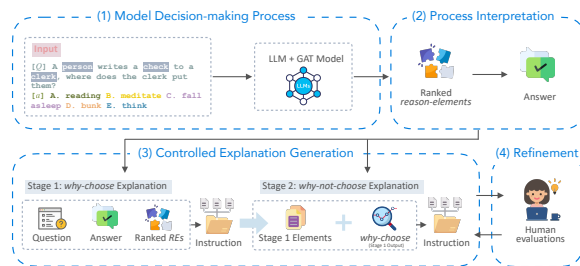 (1) Model Decision-making Process
(2) Process Interpretation
Input
[Q] A person writes a check to a
clerk, where does the clerk put
them?
[a] A. reading B. meditate C. fall
asleep D. bunk E. think
LLM + GAT Model
LLMs
Ranked
reason-elements
Answer
(3) Controlled Explanation Generation
(4) Refinement
Stage 1: why-choose Explanation
Stage 2: why-not-choose Explanation
Question
Answer
Ranked REs
Instruction
Stage 1 Elements
why-choose
(Stage 1 Output)
Instruction
Human
evaluations